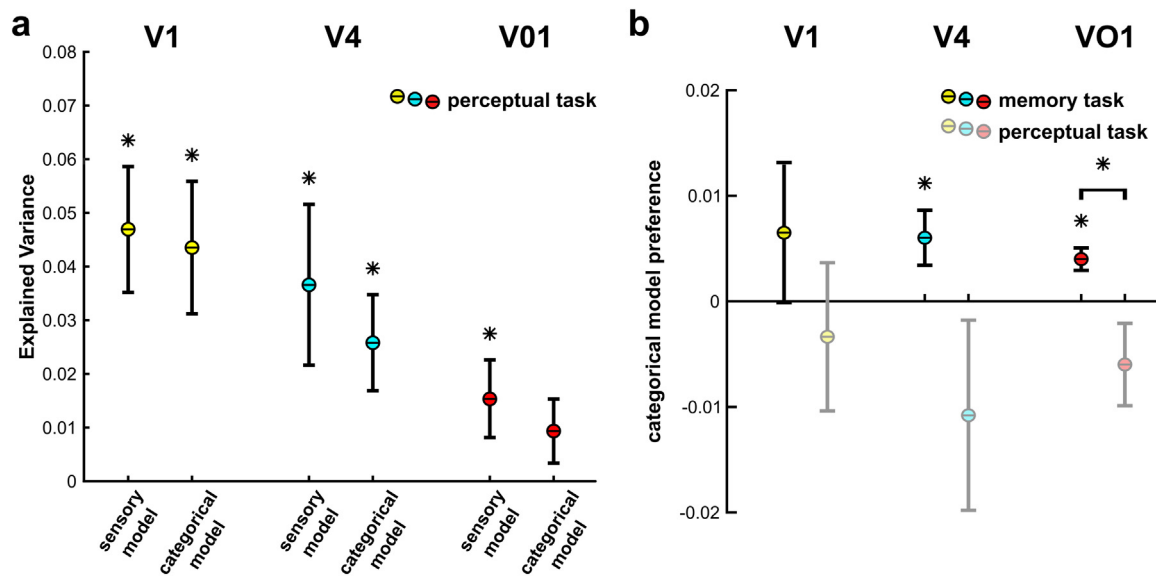 a
V1 V4 V01
0.08
0.07
0.06
0.05
0.04
0.03
0.02
0.01
0
Explained Variance
perceptual task
* * * * *
sensory model
categorical model
sensory model
categorical model
sensory model
categorical model
b
V1 V4 VO1
0.02
0.01
0
-0.01
-0.02
categorical model preference
memory task
perceptual task
* * *